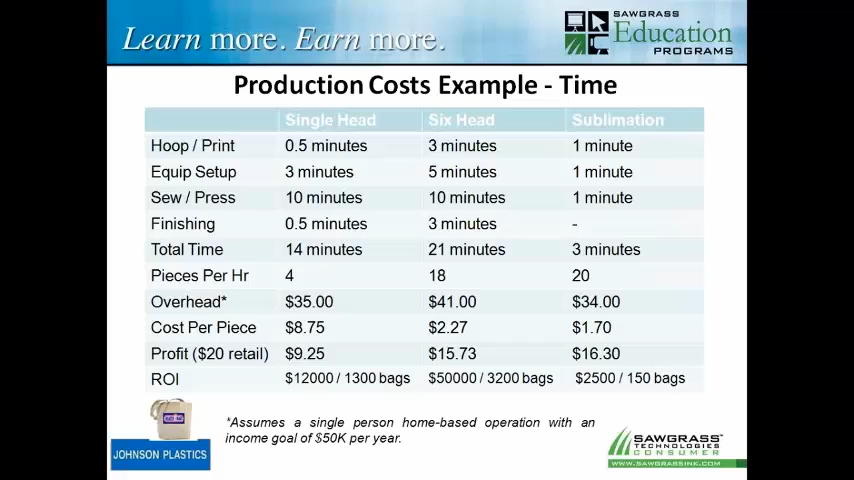 Learn more. Earn more.
SAWGRASS
Education
PROGRAMS
Production Costs Example - Time
Single Head Six Head Sublimation
Hoop / Print 0.5 minutes 3 minutes 1 minute
Equip Setup 3 minutes 5 minutes 1 minute
Sew / Press 10 minutes 10 minutes 1 minute
Finishing 0.5 minutes 3 minutes -
Total Time 14 minutes 21 minutes 3 minutes
Pieces Per Hr 4 18 20
Overhead* $35.00 $41.00 $34.00
Cost Per Piece $8.75 $2.27 $1.70
Profit ($20 retail) $9.25 $15.73 $16.30
ROI $12000 / 1300 bags $50000 / 3200 bags $2500 / 150 bags
*Assumes a single person home-based operation with an
income goal of $50K per year.
JOHNSON PLASTICS
SAWGRASS
TECHNOLOGIES
CONSUMER
WWW.SAWGRASSINK.COM